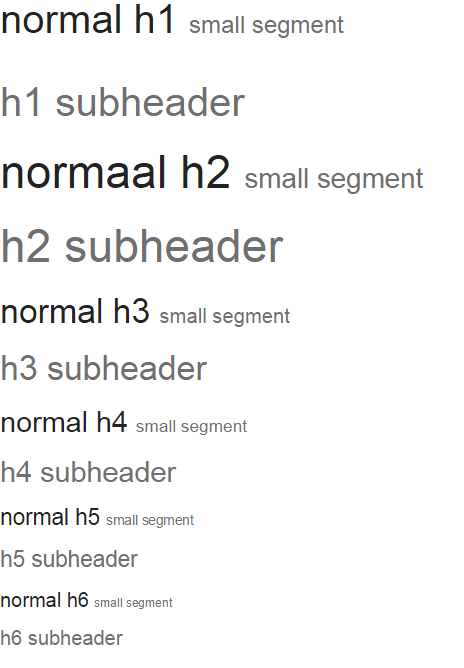 normal h1 small segment
h1 subheader
normaal h2 small segment
h2 subheader
normal h3 small segment
h3 subheader
normal h4 small segment
h4 subheader
normal h5 small segment
h5 subheader
normal h6 small segment
h6 subheader